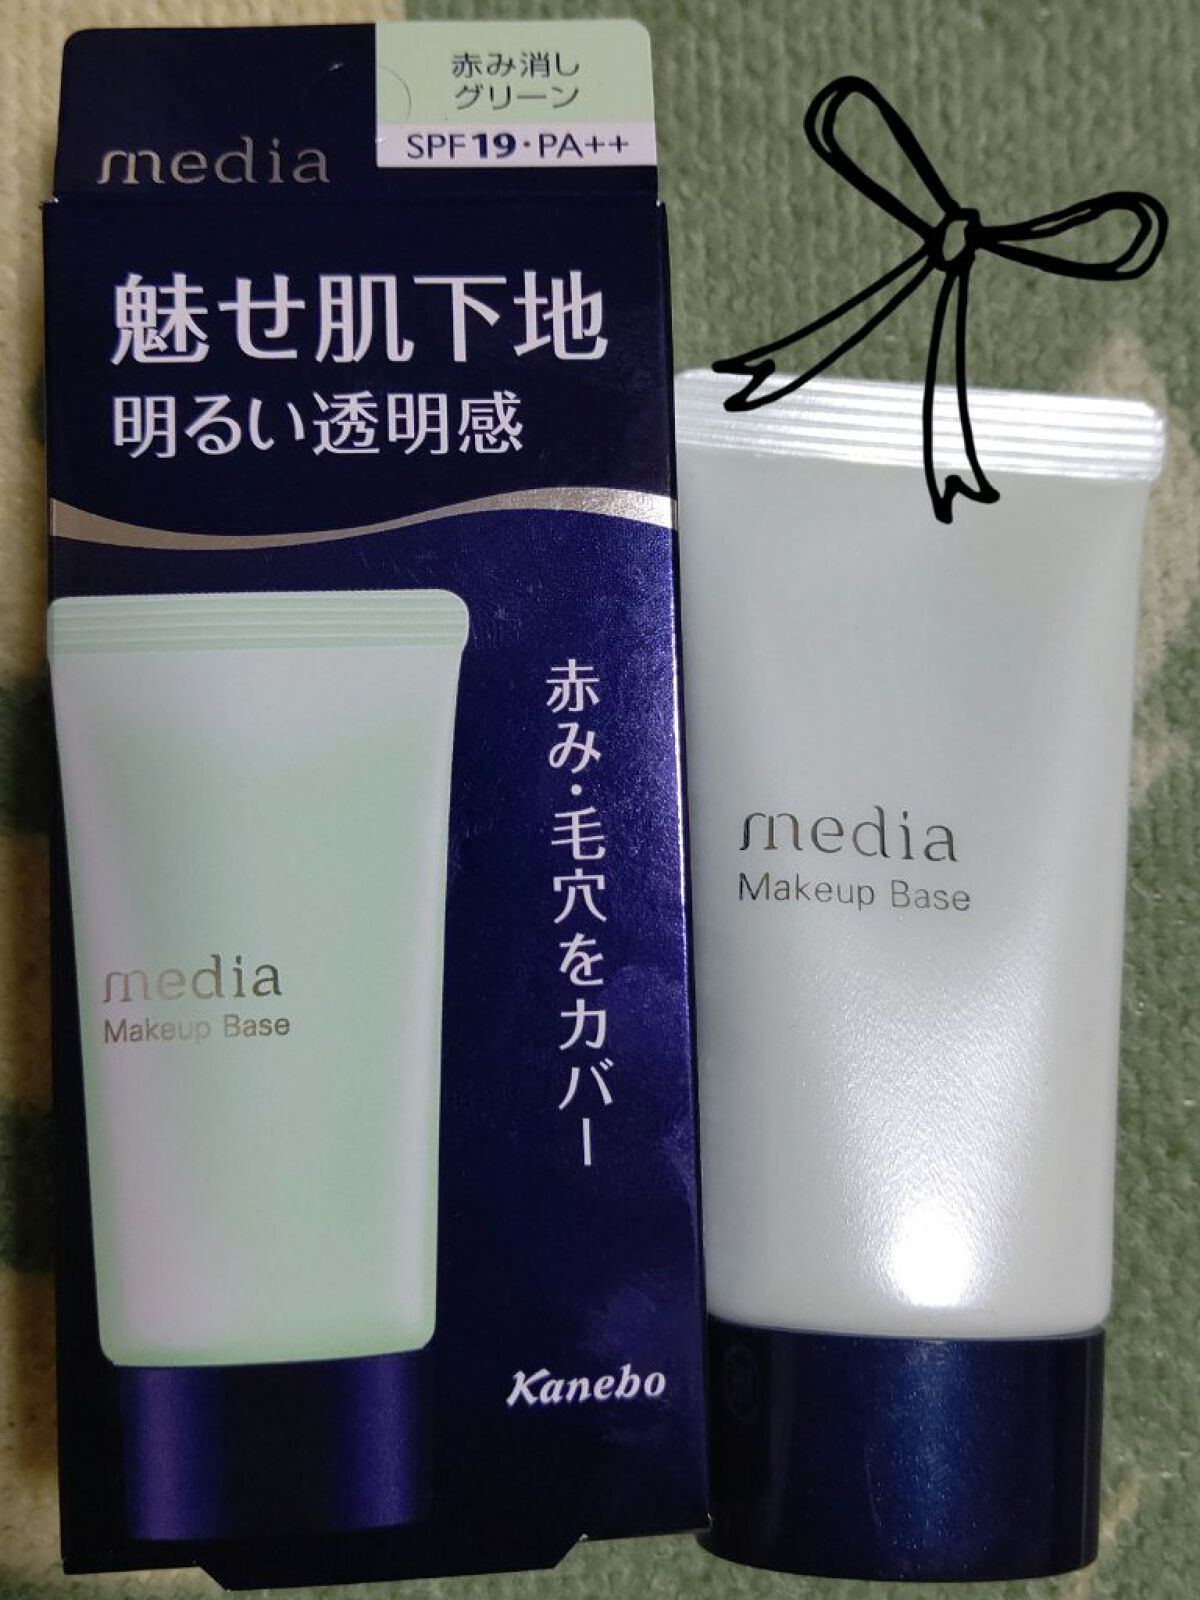 赤み消し
グリーン
SPF19・PA++
media
魅せ肌下地
明るい透明感
赤み・毛穴をカバー
media
Makeup Base
Kanebo
media
Makeup Base